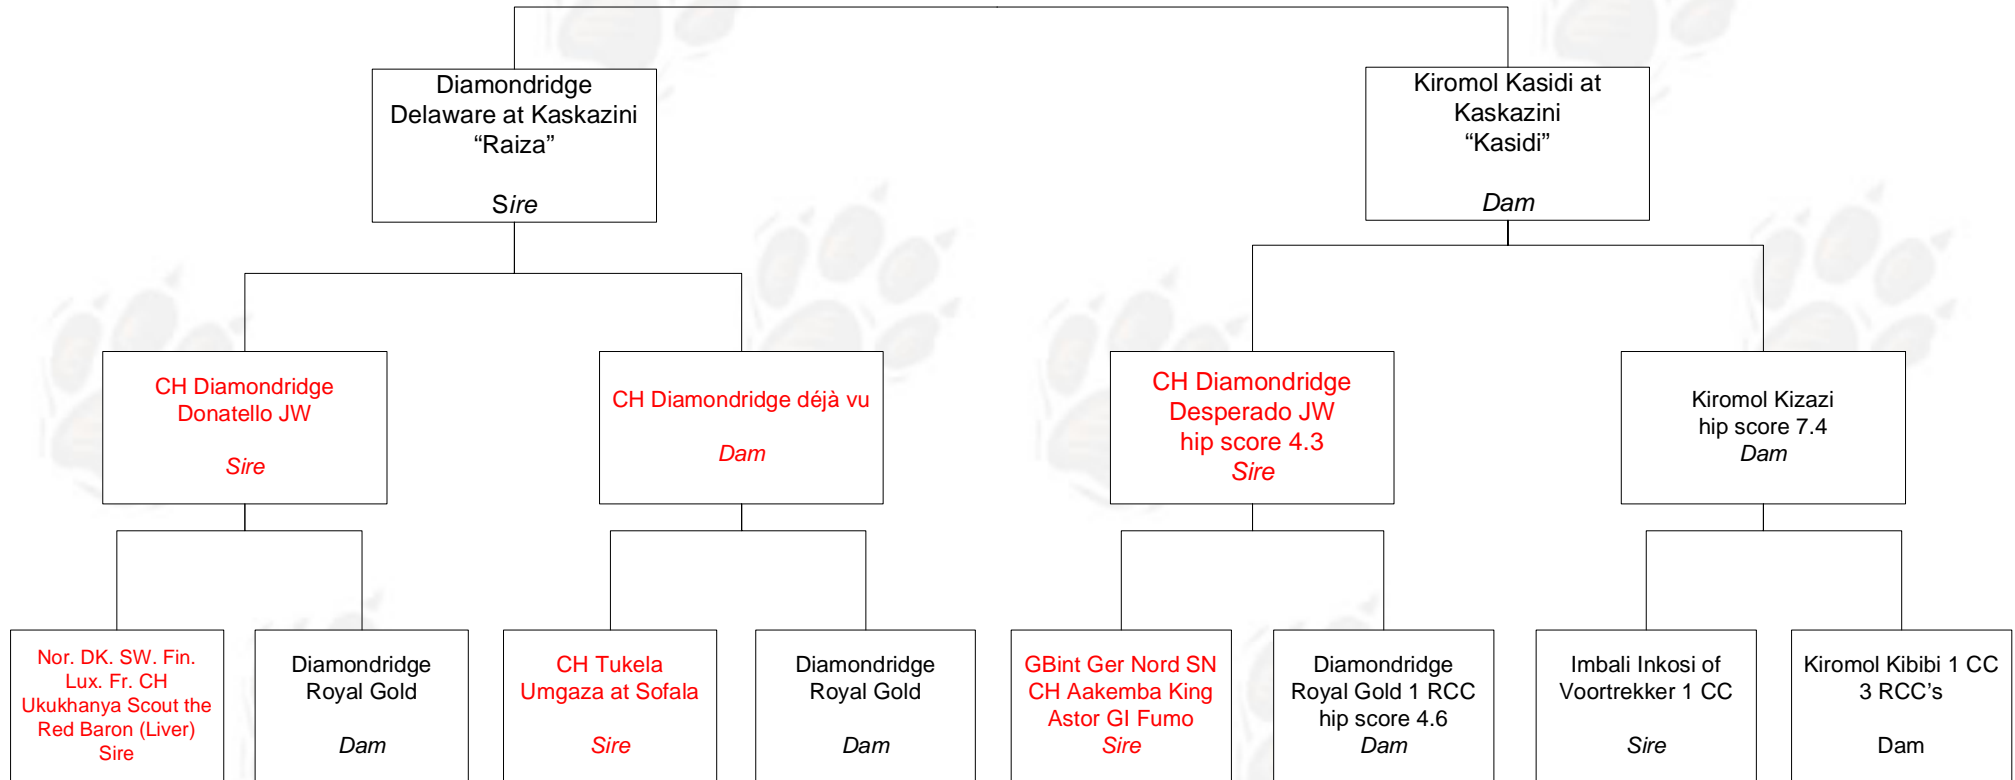 Diamondridge
Delaware at Kaskazini
“Raiza”
Sire
Kiromol Kasidi at
Kaskazini
“Kasidi”
Dam
CH Diamondridge
Donatello JW
Sire
CH Diamondridge déjà vu
Dam
CH Diamondridge
Desperado JW
hip score 4.3
Sire
Kiromol Kizazi
hip score 7.4
Dam
Nor. DK. SW. Fin.
Lux. Fr. CH
Ukukhanya Scout the
Red Baron (Liver)
Sire
Diamondridge
Royal Gold
Dam
CH Tukela
Umgaza at Sofala
Sire
Diamondridge
Royal Gold
Dam
GBint Ger Nord SN
CH Aakemba King
Astor GI Fumo
Sire
Diamondridge
Royal Gold 1 RCC
hip score 4.6
Dam
Imbali Inkosi of
Voortrekker 1 CC
Sire
Kiromol Kibibi 1 CC
3 RCC’s
Dam